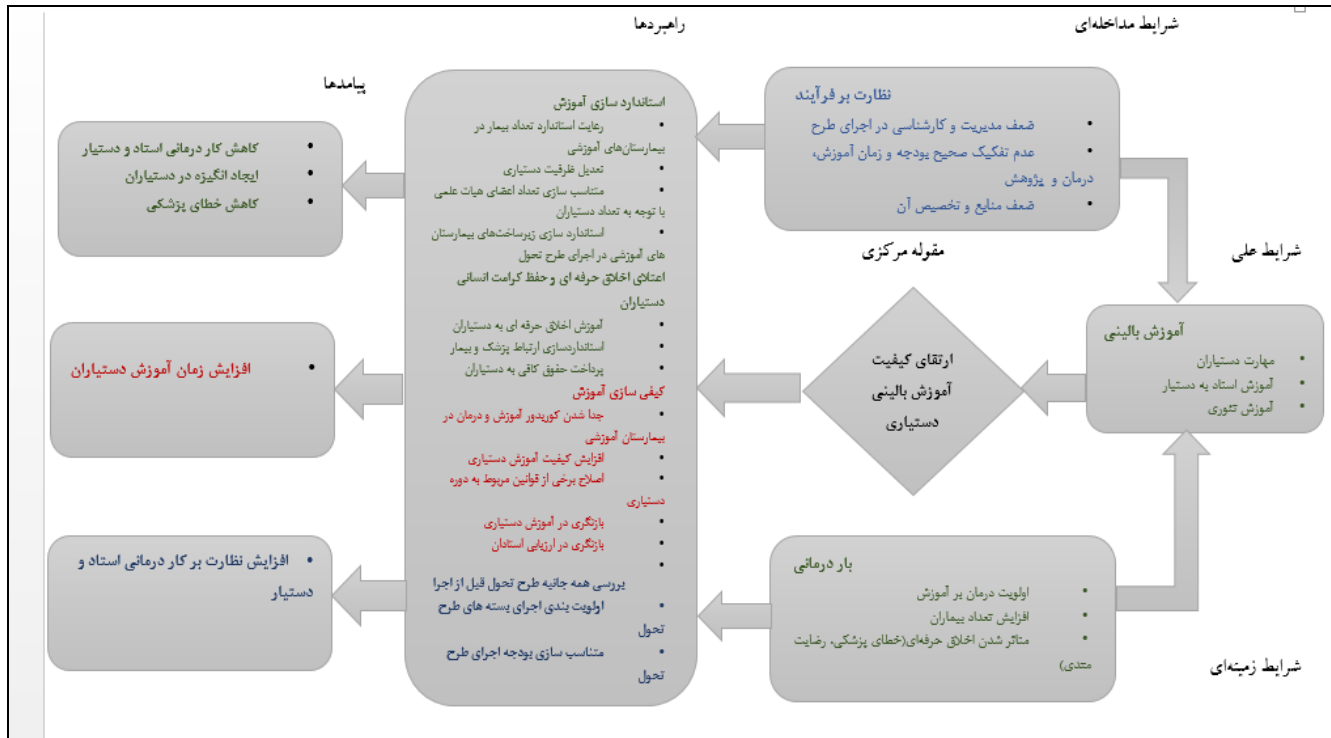 شرایط مداخله‌ای
راهبردها
پیامدها
نظارت بر فرآیند
• ضعف مدیریت و کارشناسی در اجرای طرح
• عدم تفکیک صحیح بودجه و زمان آموزش،
درمان و پژوهش
• ضعف منابع و تخصیص آن
شرایط علی
آموزش بالینی
• مهارت دستیاران
• آموزش استاد به دستیار
• آموزش تئوری
مقوله مرکزی
ارتقای کیفیت
آموزش بالینی
دستیاری
شرایط زمینه‌ای
بار درمانی
• اولویت درمان بر آموزش
• افزایش تعداد بیماران
• متاثر شدن اخلاق حرفه‌ای(خطای پزشکی، رضایت
مندی)
استاندارد سازی آموزش
• رعایت استاندارد تعداد بیمار در
بیمارستان‌های آموزشی
• تعدیل ظرفیت دستیاری
• متناسب سازی تعداد اعضای هیات علمی
با توجه به تعداد دستیاران
• استاندارد سازی زیرساخت‌های بیمارستان
های آموزشی در اجرای طرح تحول
اعتلای اخلاق حرفه ای و حفظ کرامت انسانی
دستیاران
• آموزش اخلاق حرفه ای به دستیاران
• استانداردسازی ارتباط پزشک و بیمار
• پرداخت حقوق کافی به دستیاران
کیفی سازی آموزش
• جدا شدن کوریدور آموزش و درمان در
بیمارستان آموزشی
• افزایش کیفیت آموزش دستیاری
• اصلاح برخی از قوانین مربوط به دوره
دستیاری
• بازنگری در آموزش دستیاری
• بازنگری در ارزیابی استادان
•
بررسی همه جانبه طرح تحول قبل از اجرا
• اولویت بندی اجرای بسته های طرح
تحول
• متناسب سازی بودجه اجرای طرح
تحول
• کاهش کار درمانی استاد و دستیار
• ایجاد انگیزه در دستیاران
• کاهش خطای پزشکی
• افزایش زمان آموزش دستیاران
• افزایش نظارت بر کار درمانی استاد و
دستیار